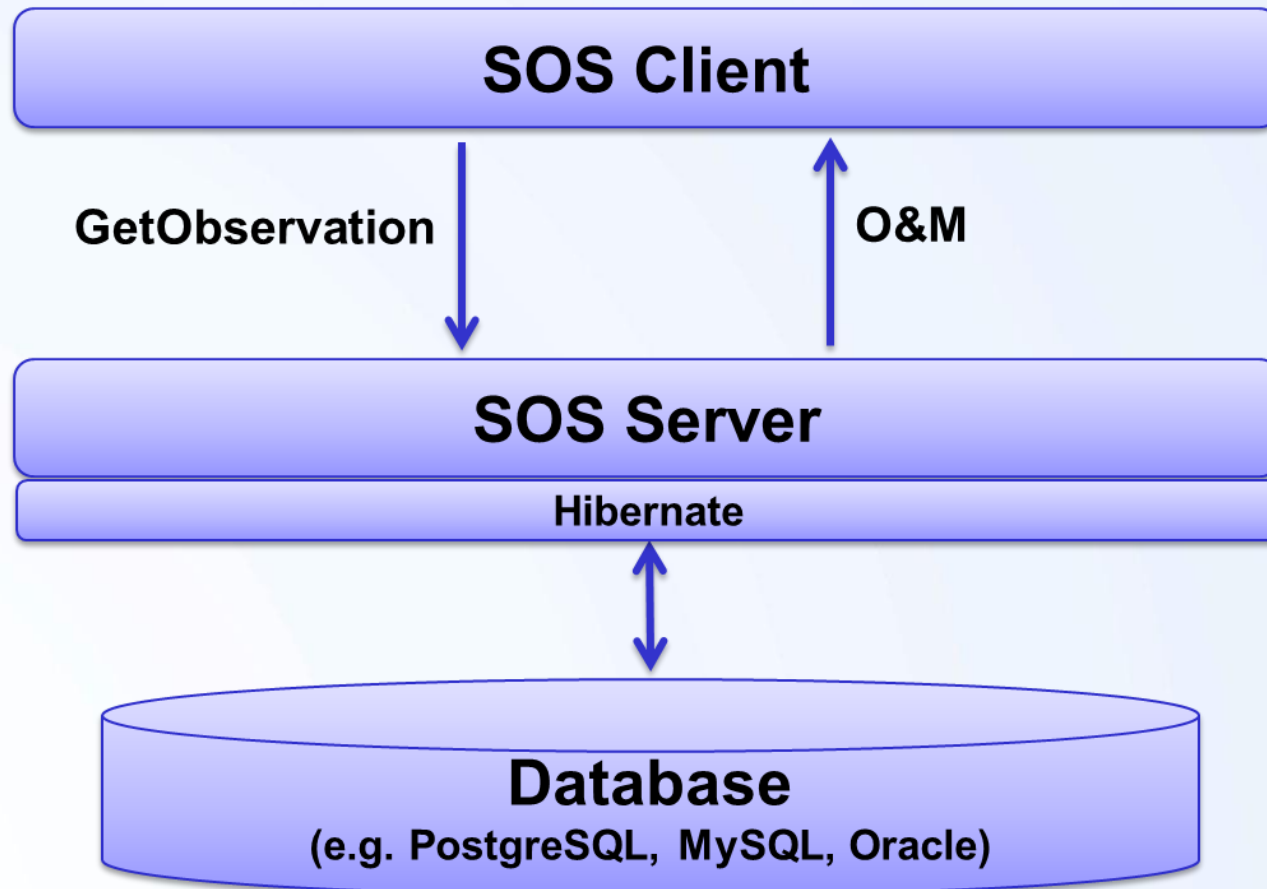 SOS Client
GetObservation
O&M
SOS Server
Hibernate
Database
(e.g. PostgreSQL, MySQL, Oracle)